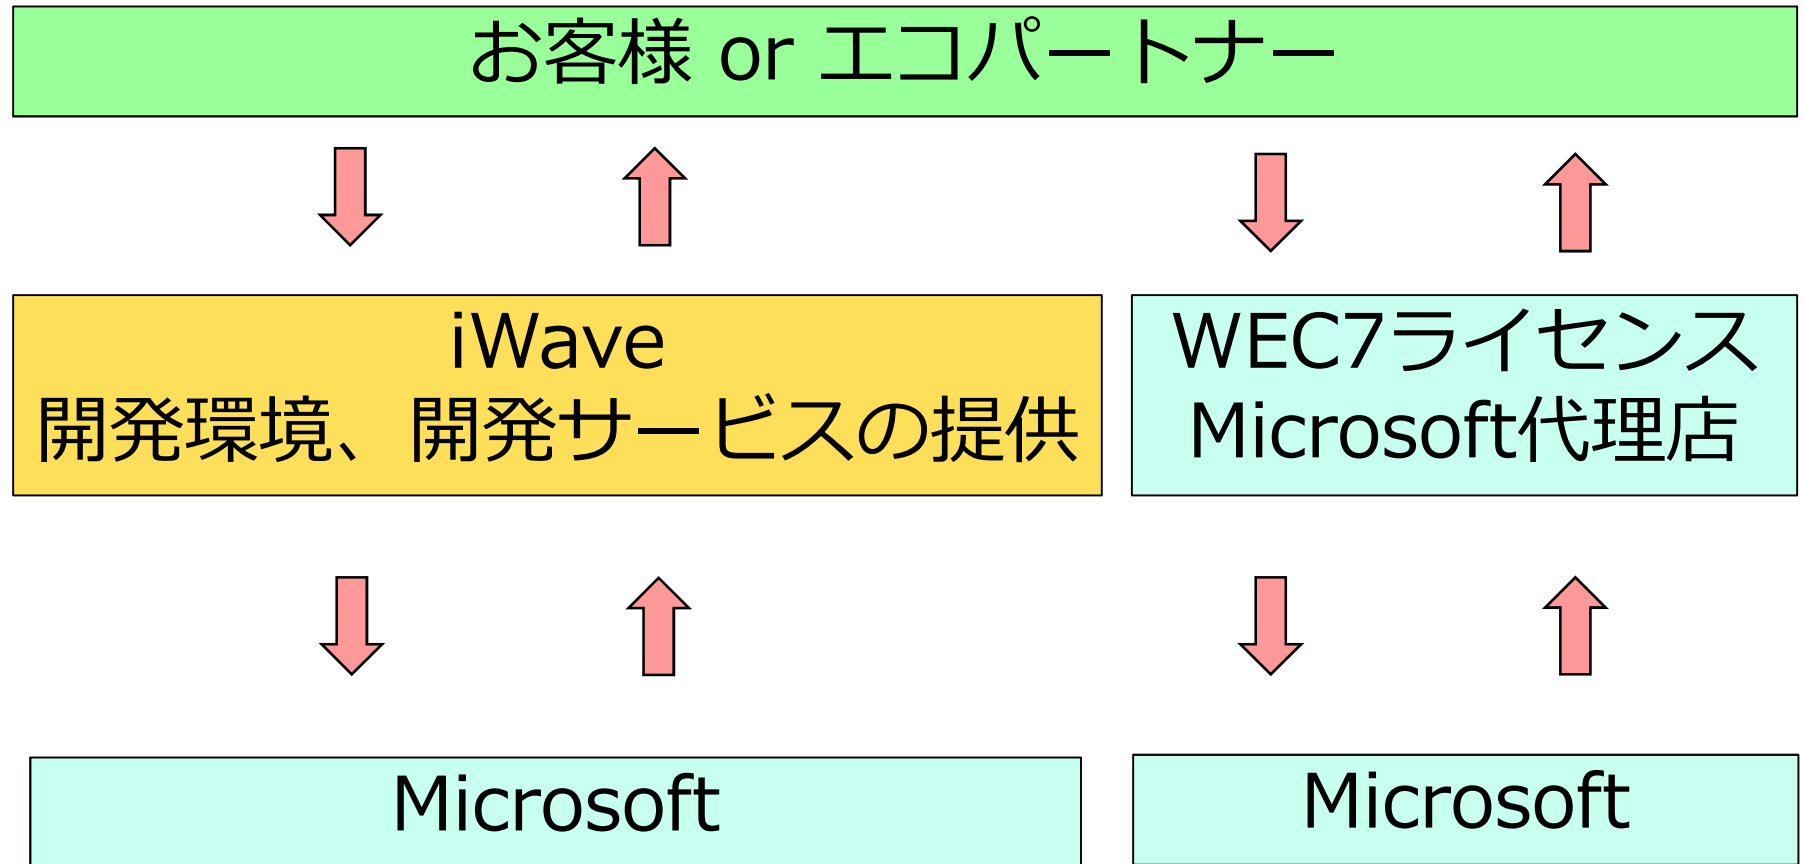 お客様 or エコパートナー
iWave
開発環境、開発サービスの提供
WEC7ライセンス
Microsoft代理店
Microsoft
Microsoft